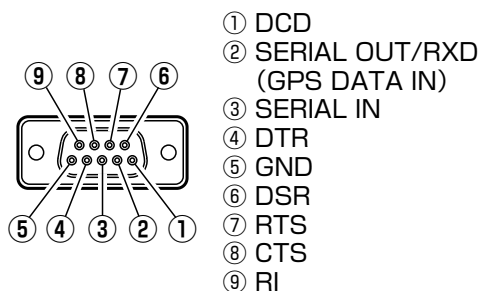 ① DCD
② SERIAL OUT/RXD
(GPS DATA IN)
③ SERIAL IN
④ DTR
⑤ GND
⑥ DSR
⑦ RTS
⑧ CTS
⑨ RI
⑨ ⑧ ⑦ ⑥
⑤ ④ ③ ② ①